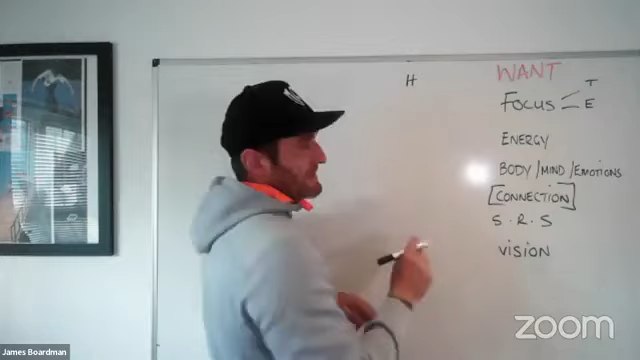 H
WANT
FOCUS
T
E
ENERGY
BODY/MIND/EMOTIONS
[CONNECTION]
S.R.S
VISION
zoom
James Boardman